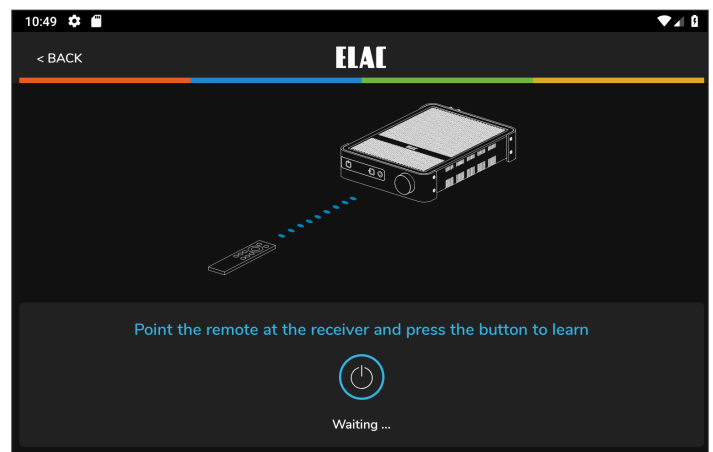 10:49
< BACK
ELAC
Point the remote at the receiver and press the button to learn
Waiting ...